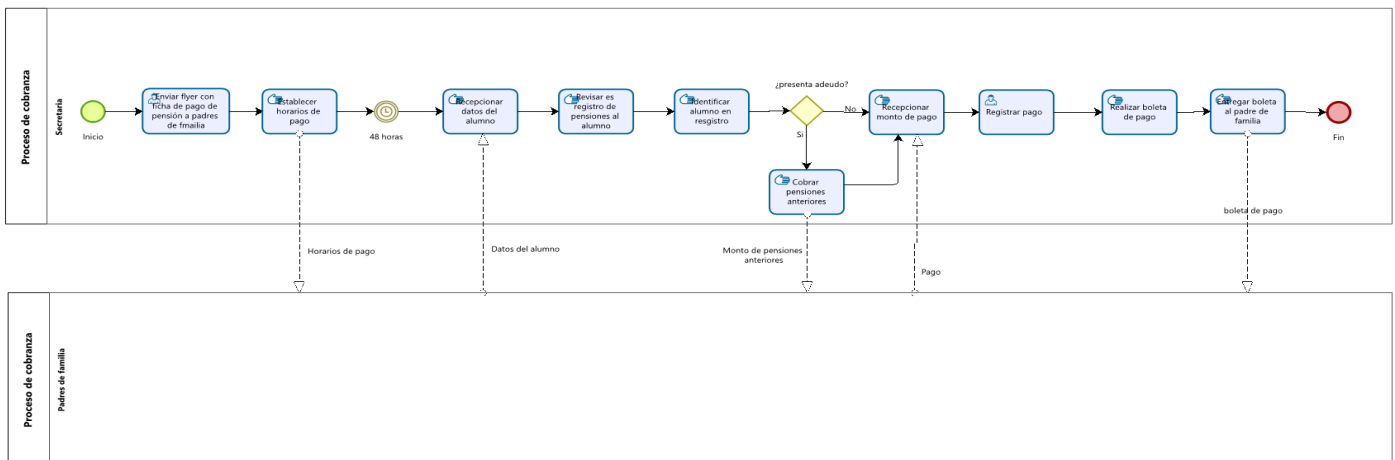 Proceso de cobranza
Secretaria
Inicio
Enviar flyer con
ficha de pago de
pensión a padres
de fmailia
Establecer
horarios de
pago
48 horas
Recepcionar
datos del
alumno
Revisar es
registro de
pensiones al
alumno
Identificar
alumno en
resgistro
¿presenta adeudo?
No
Si
Cobrar
pensiones
anteriores
Recepcionar
monto de pago
Registrar pago
Realizar boleta
de pago
Entregar boleta
al padre de
familia
Fin
Horarios de pago
Datos del alumno
Monto de pensiones
anteriores
Pago
boleta de pago
Proceso de cobranza
Padres de familia